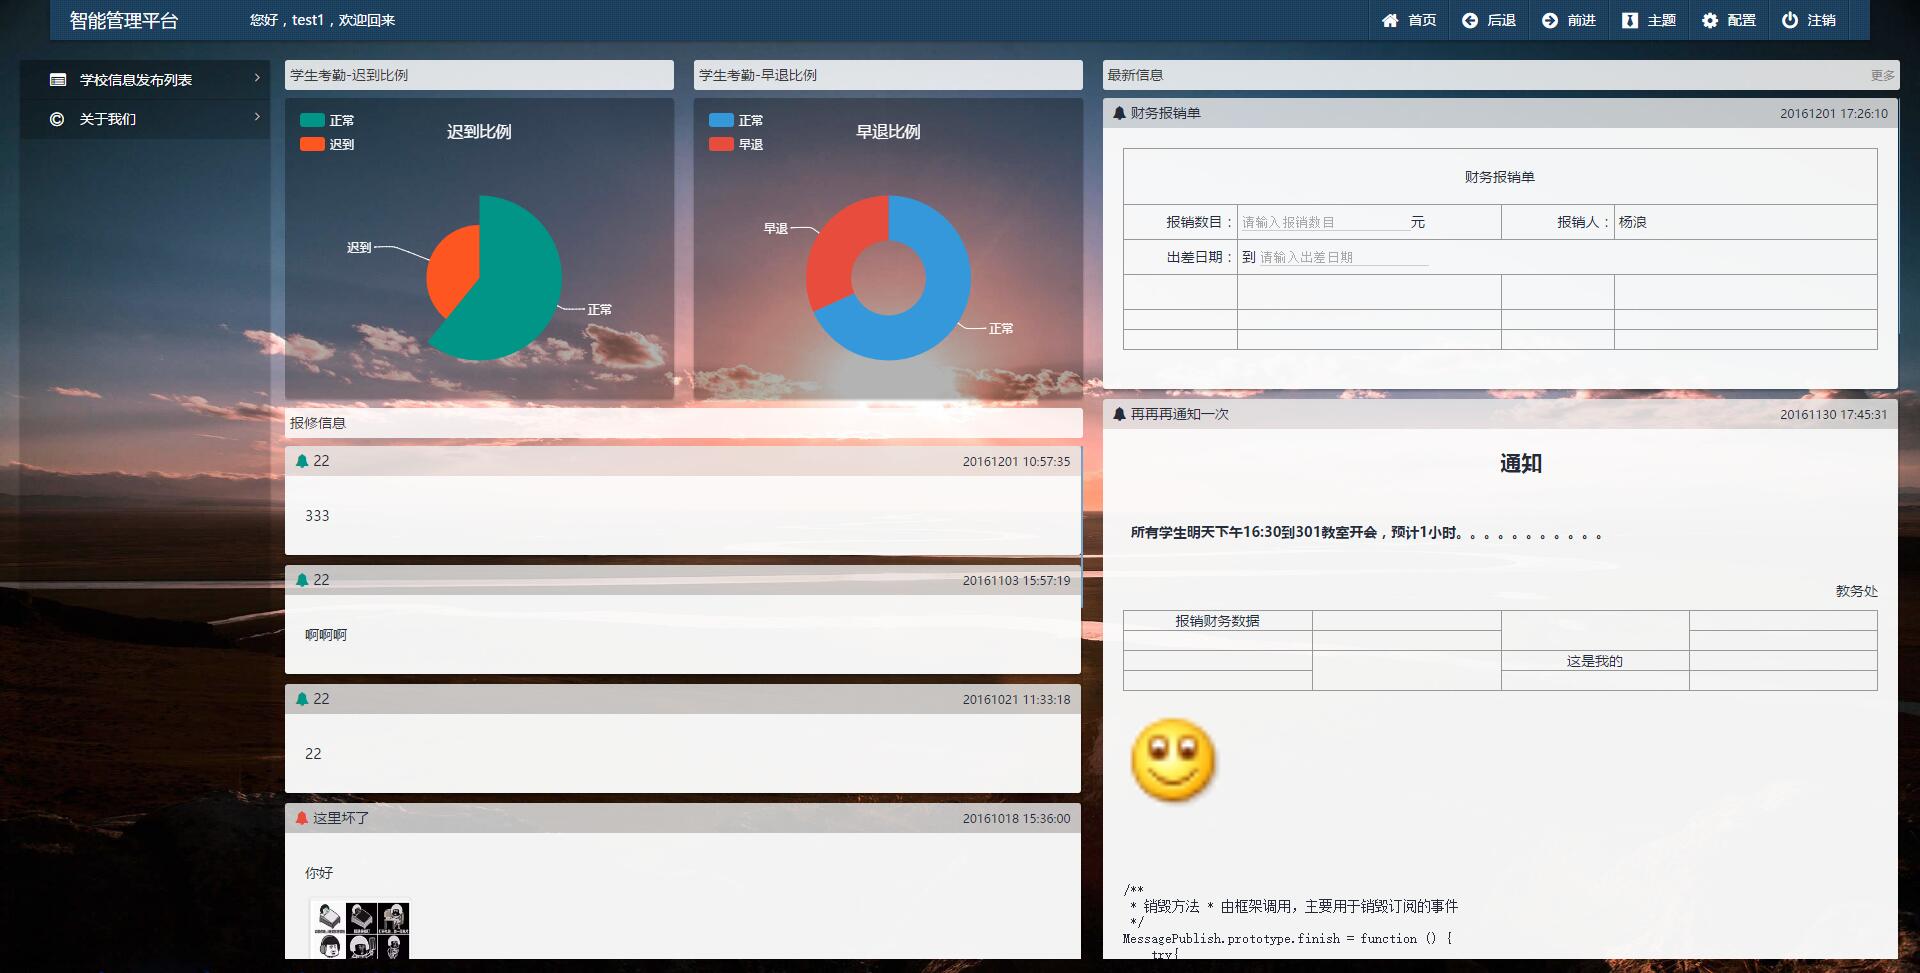 智能管理平台
您好，test1，欢迎回来
首页
后退
前进
主题
配置
注销
学校信息发布列表
关于我们
学生考勤-迟到比例
正常
迟到
迟到比例
迟到
正常
学生考勤-早退比例
正常
早退
早退比例
早退
正常
报修信息
22 20161201 10:57:35
333
22 20161103 15:57:19
啊啊啊
22 20161021 11:33:18
22
这里坏了 20161018 15:36:00
你好
最新信息 更多
财务报销单 20161201 17:26:10
财务报销单
报销数目： 请输入报销数目 元 报销人： 杨浪
出差日期： 到 请输入出差日期
再再再通知一次 20161130 17:45:31
通知
所有学生明天下午16:30到301教室开会，预计1小时。。。。。。。。。。。
教务处
报销财务数据
这是我的
/**
* 销毁方法 * 由框架调用，主要用于销毁订阅的事件
*/
MessagePublish.prototype.finish = function () {
try{